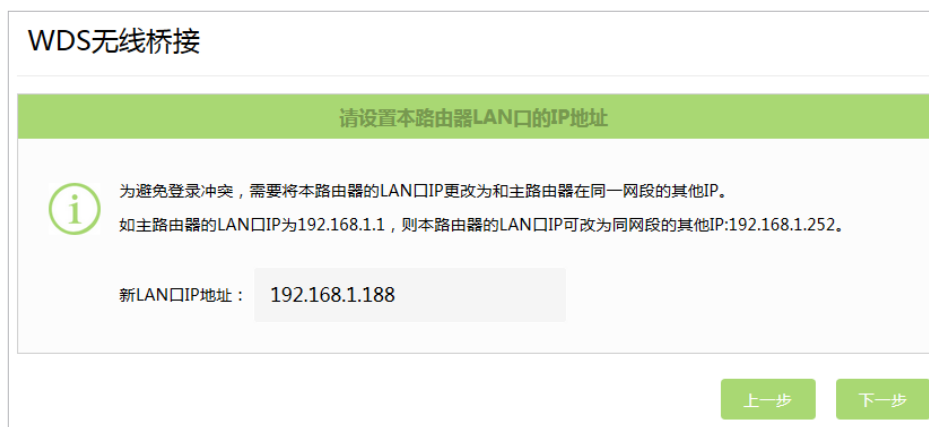 WDS无线桥接
请设置本路由器LAN口的IP地址
为避免登录冲突，需要将本路由器的LAN口IP更改为和主路由器在同一网段的其他IP。
如主路由器的LAN口IP为192.168.1.1，则本路由器的LAN口IP可改为同网段的其他IP:192.168.1.252。
新LAN口IP地址： 192.168.1.188
上一步 下一步